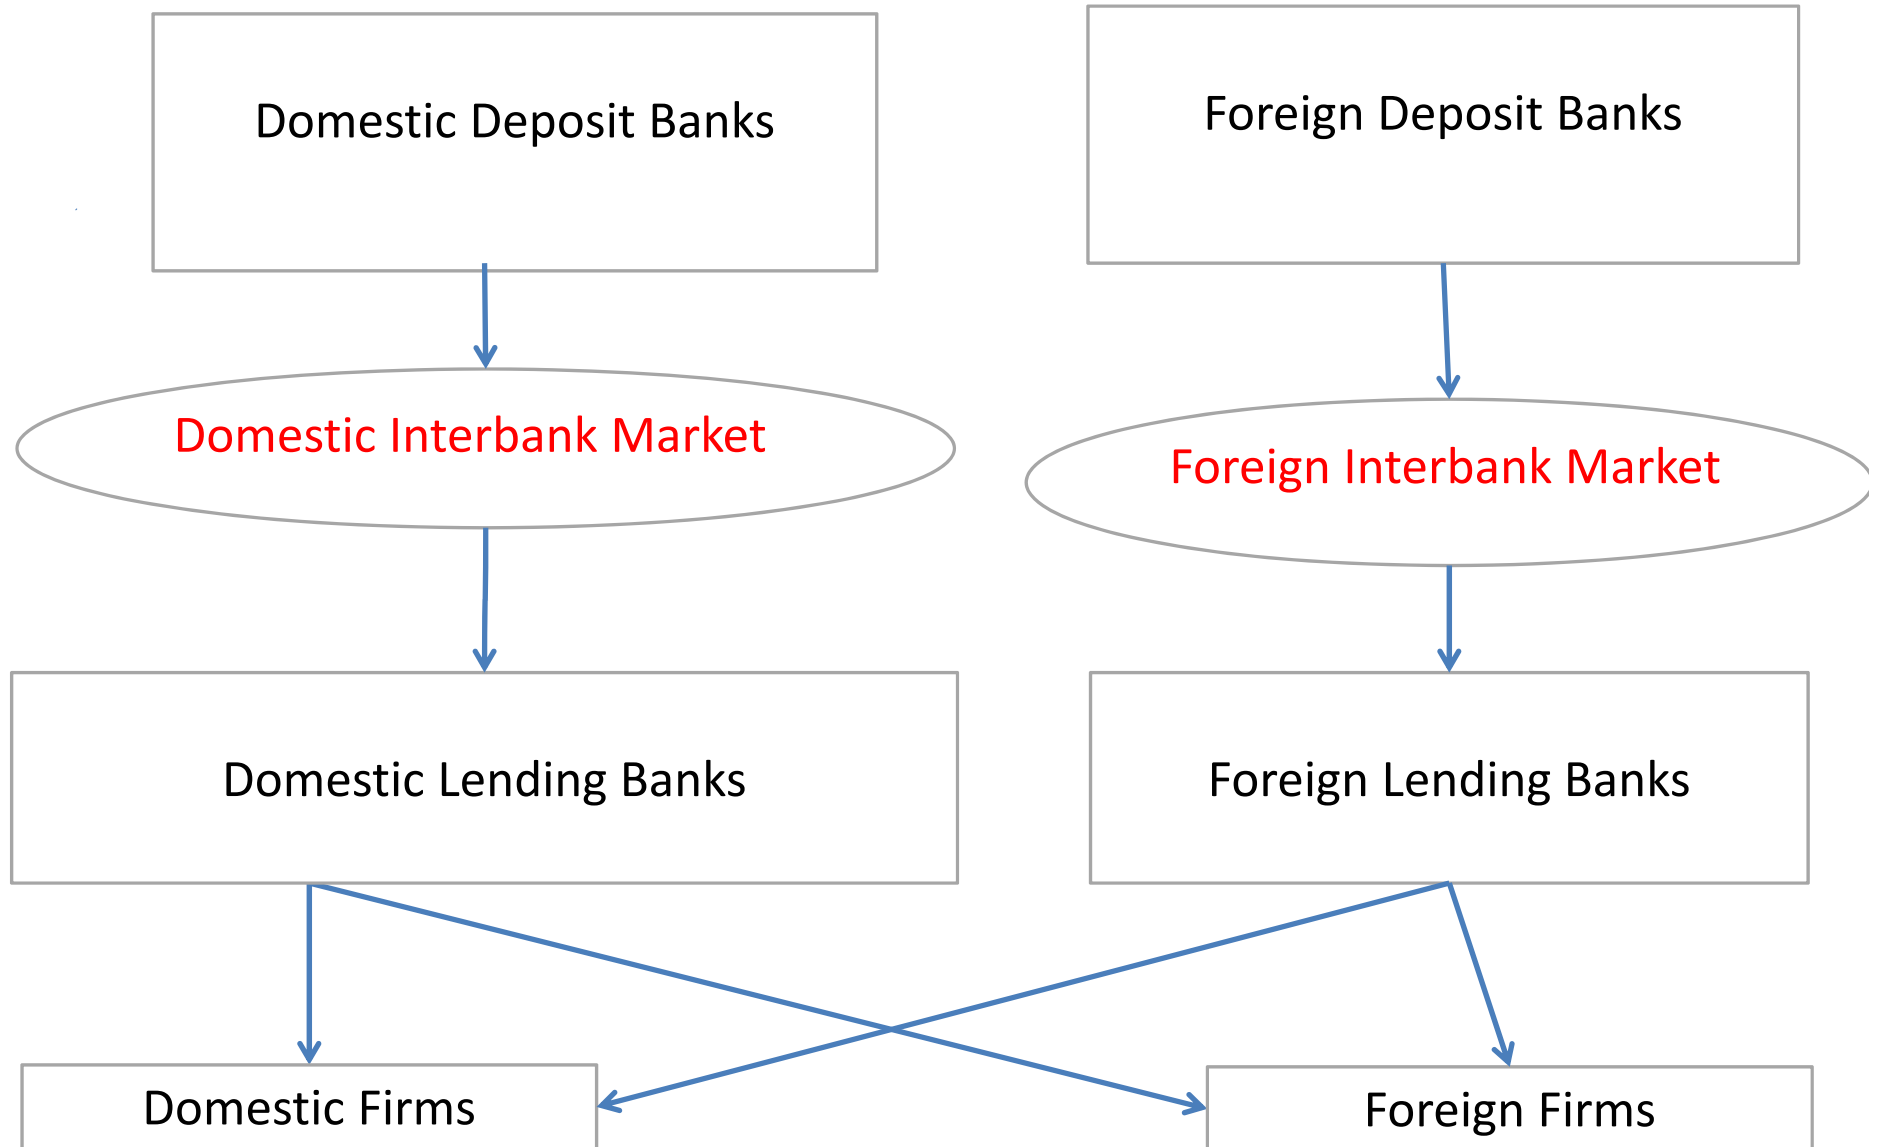 Domestic Deposit Banks
Foreign Deposit Banks
Domestic Interbank Market
Foreign Interbank Market
Domestic Lending Banks
Foreign Lending Banks
Domestic Firms
Foreign Firms